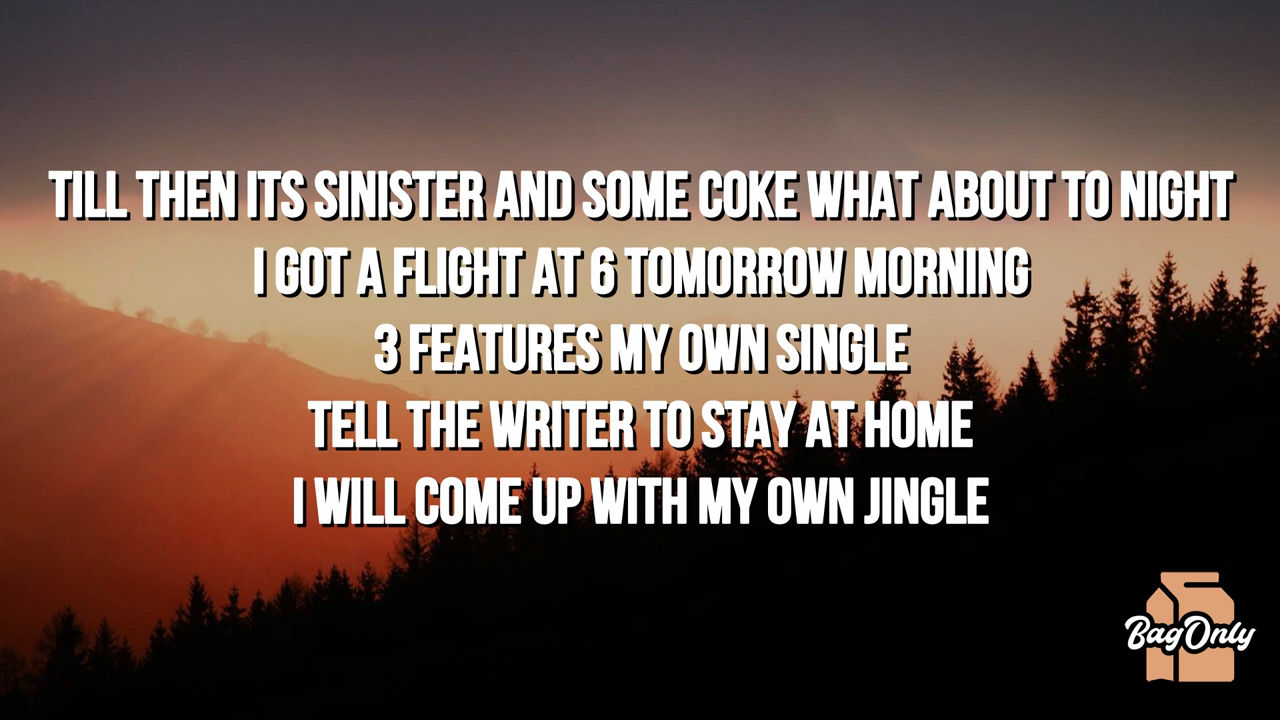 TILL THEN ITS SINISTER AND SOME COKE WHAT ABOUT TO NIGHT
I GOT A FLIGHT AT 6 TOMORROW MORNING
3 FEATURES MY OWN SINGLE
TELL THE WRITER TO STAY AT HOME
I WILL COME UP WITH MY OWN JINGLE
BagOnly